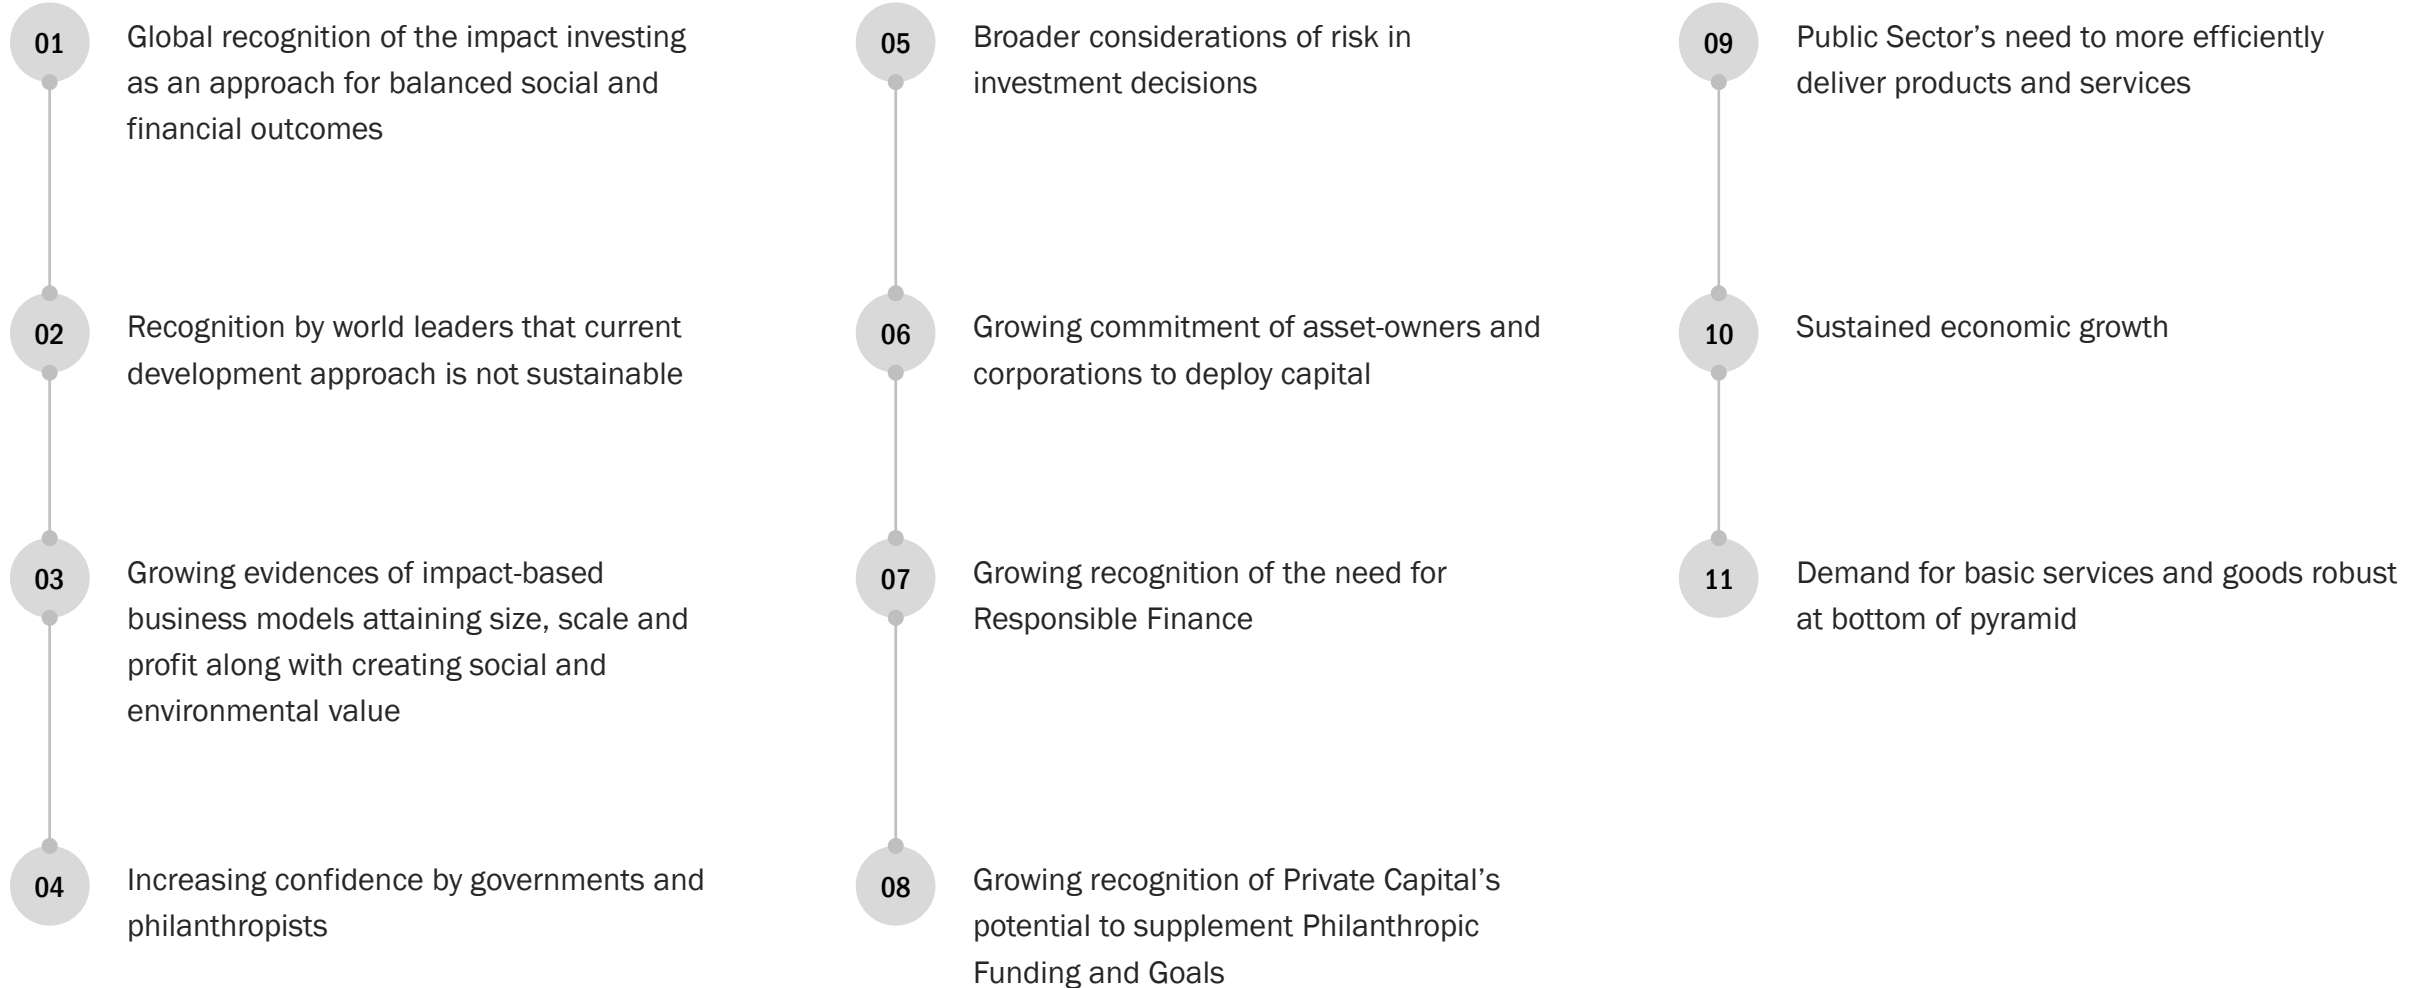 01
Global recognition of the impact investing
as an approach for balanced social and
financial outcomes
02
Recognition by world leaders that current
development approach is not sustainable
03
Growing evidences of impact-based
business models attaining size, scale and
profit along with creating social and
environmental value
04
Increasing confidence by governments and
philanthropists
05
Broader considerations of risk in
investment decisions
06
Growing commitment of asset-owners and
corporations to deploy capital
07
Growing recognition of the need for
Responsible Finance
08
Growing recognition of Private Capital’s
potential to supplement Philanthropic
Funding and Goals
09
Public Sector’s need to more efficiently
deliver products and services
10
Sustained economic growth
11
Demand for basic services and goods robust
at bottom of pyramid